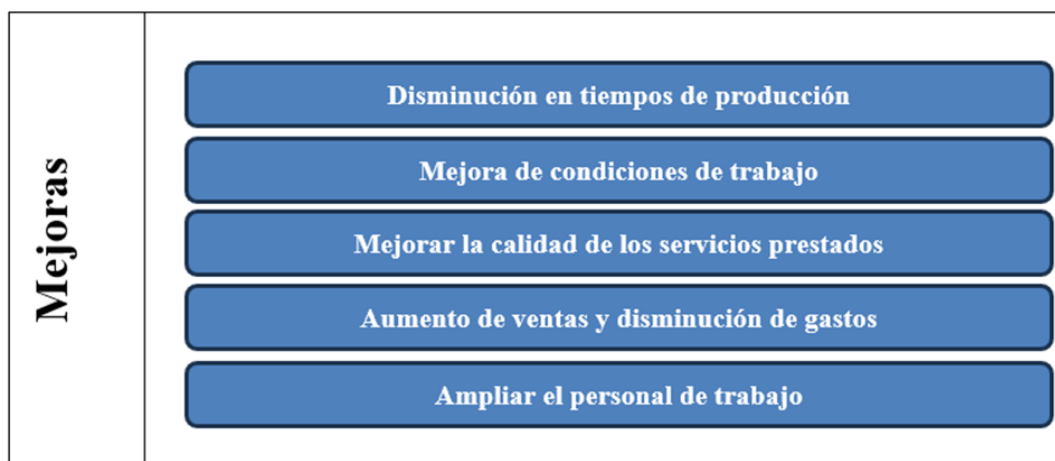 Mejoras
Disminución en tiempos de producción
Mejora de condiciones de trabajo
Mejorar la calidad de los servicios prestados
Aumento de ventas y disminución de gastos
Ampliar el personal de trabajo